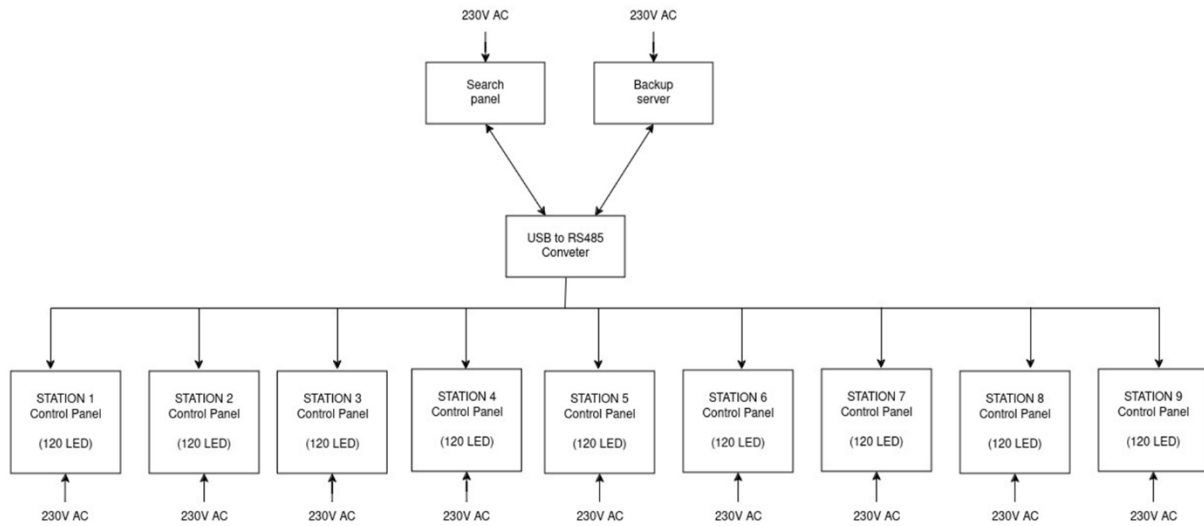 230V AC
230V AC
Search
panel
Backup
server
USB to RS485
Conveter
STATION 1
Control Panel
(120 LED)
STATION 2
Control Panel
(120 LED)
STATION 3
Control Panel
(120 LED)
STATION 4
Control Panel
(120 LED)
STATION 5
Control Panel
(120 LED)
STATION 6
Control Panel
(120 LED)
STATION 7
Control Panel
(120 LED)
STATION 8
Control Panel
(120 LED)
STATION 9
Control Panel
(120 LED)
230V AC
230V AC
230V AC
230V AC
230V AC
230V AC
230V AC
230V AC
230V AC